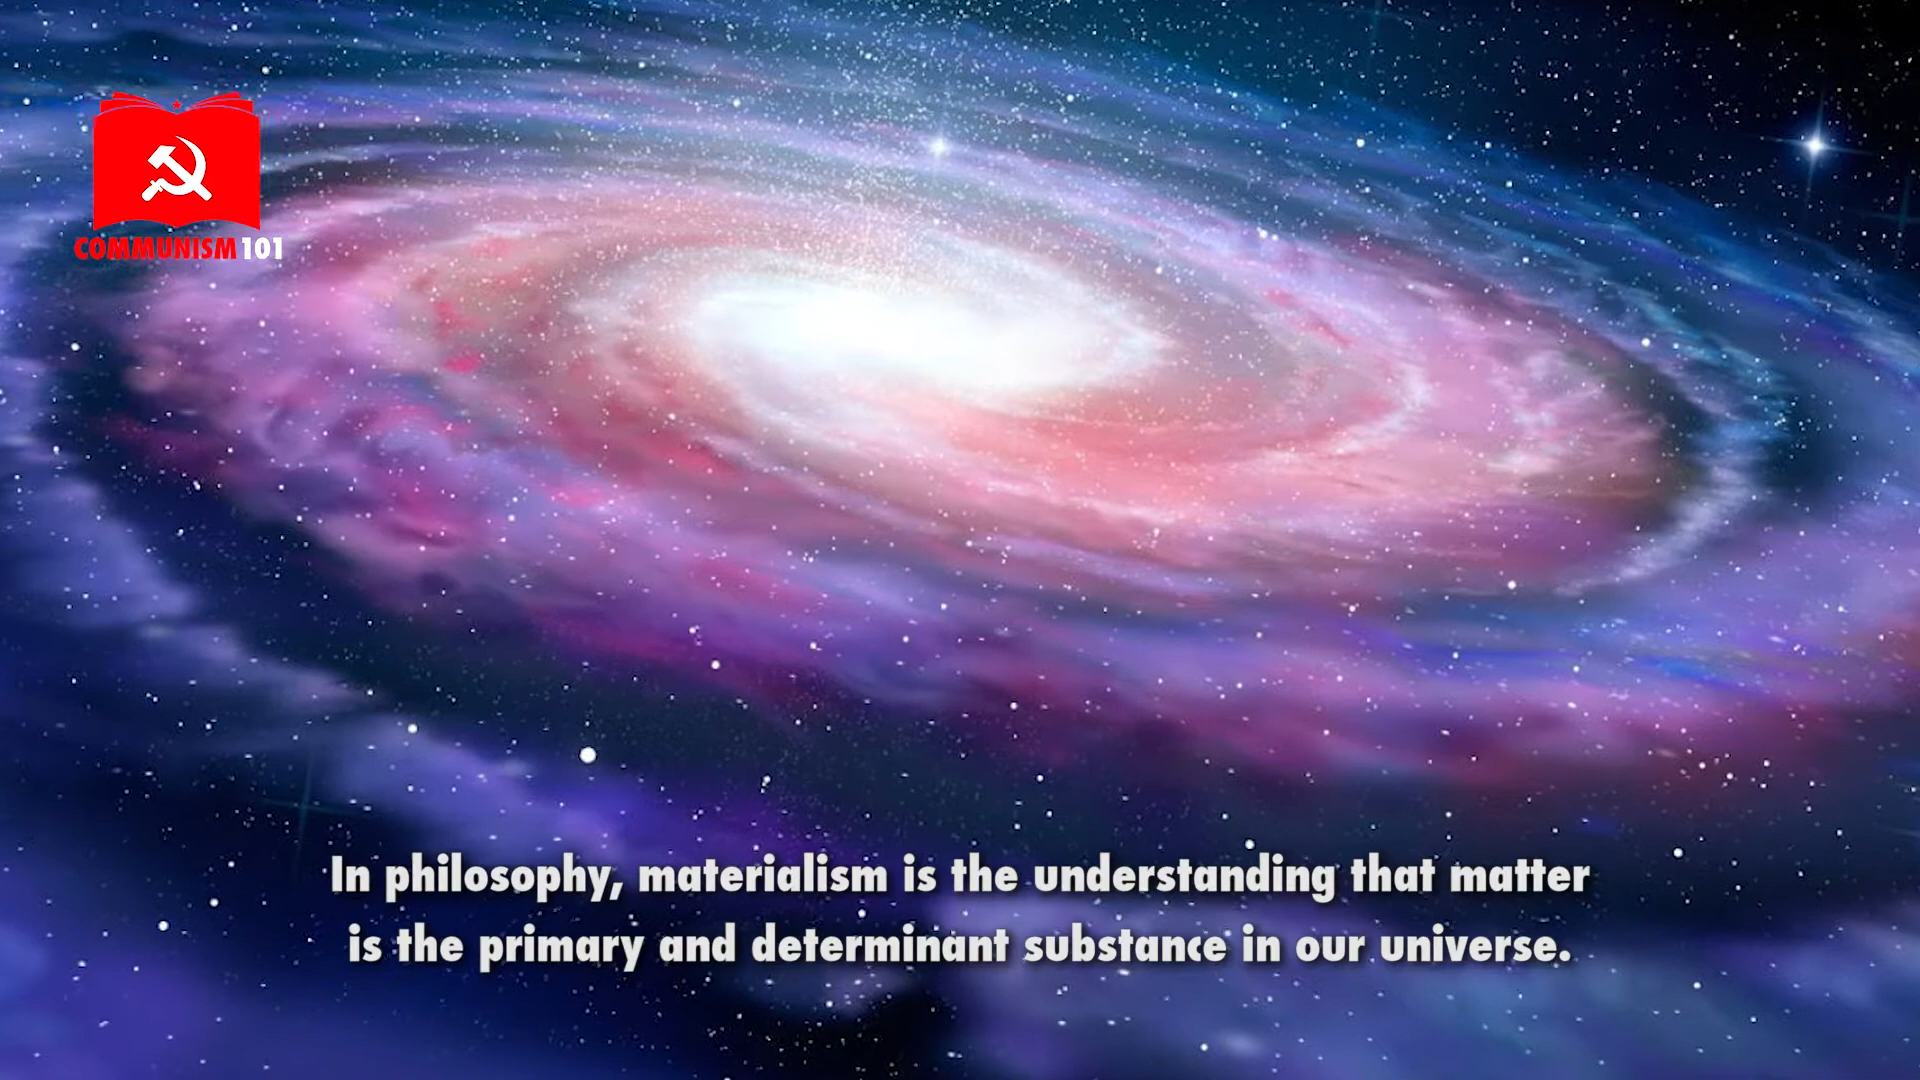 COMMUNISM101
In philosophy, materialism is the understanding that matter
is the primary and determinant substance in our universe.